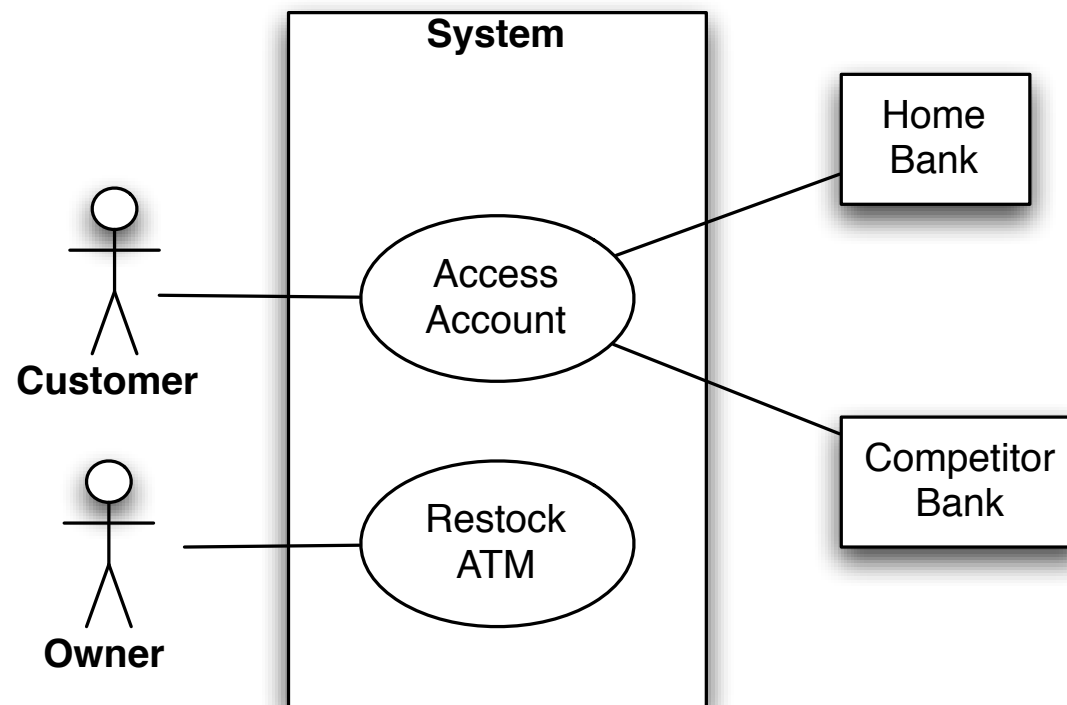 System
Home
Bank
Access
Account
Customer
Competitor
Bank
Restock
ATM
Owner